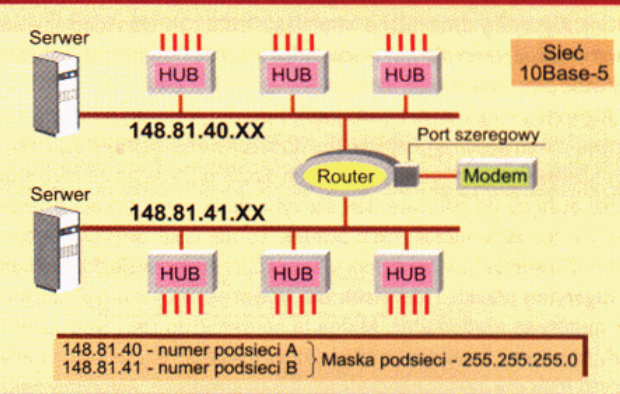 Serwer
HUB HUB HUB
Sieć
10Base-5
148.81.40.XX
Port szeregowy
Router
Modem
Serwer
148.81.41.XX
HUB HUB HUB
148.81.40 - numer podsieci A
148.81.41 - numer podsieci B
Maska podsieci - 255.255.255.0